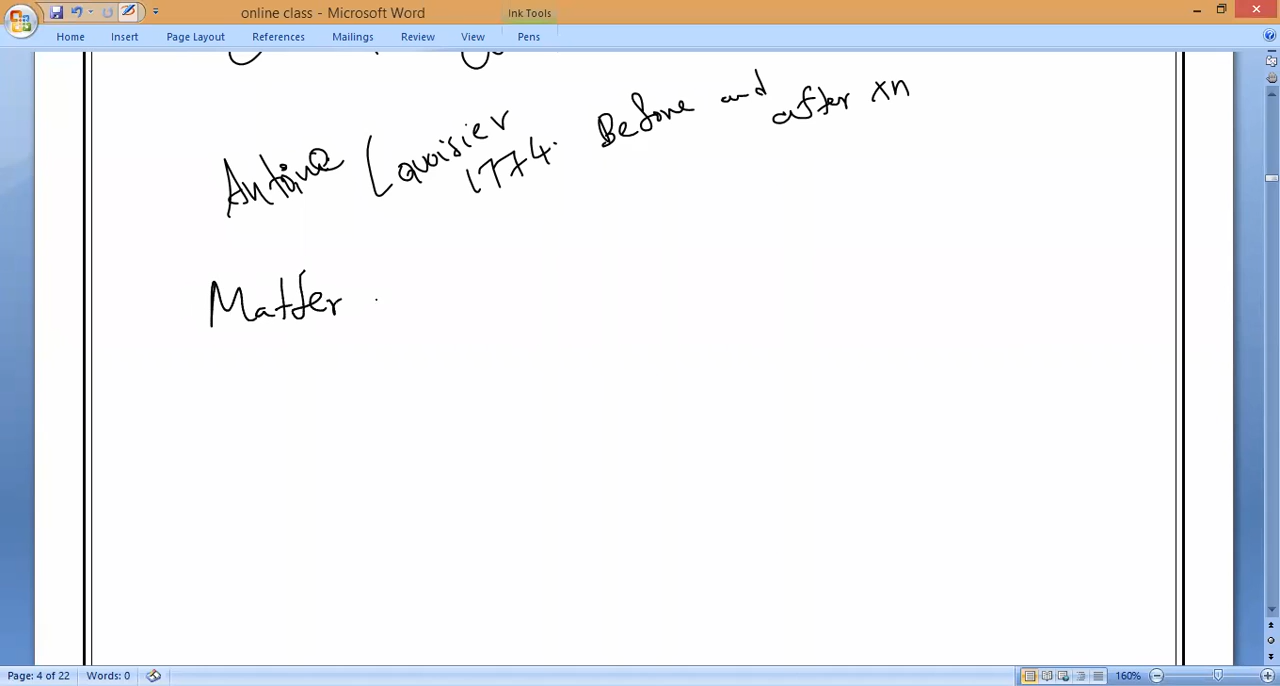 online class - Microsoft Word
Ink Tools
Home Insert Page Layout References Mailings Review View Pens
Antoine Lavoisier
1774. Before and after xn
Matter
Page: 4 of 22 Words: 0 160%